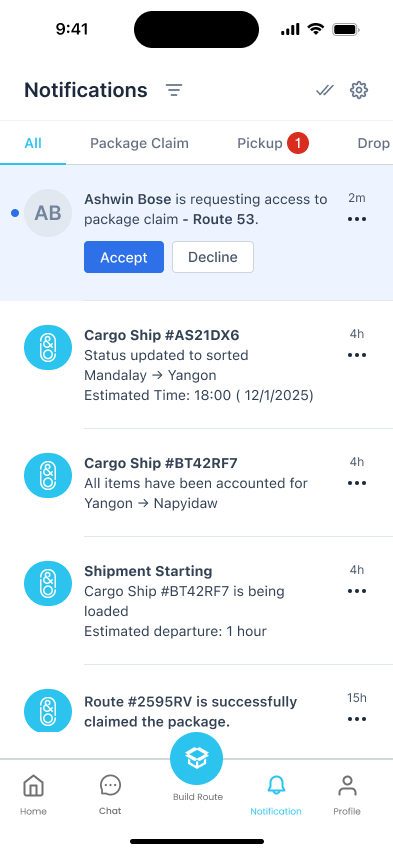 9:41
Notifications
All Package Claim Pickup 1 Drop
AB
Ashwin Bose is requesting access to
package claim - Route 53.
2m
Accept Decline
Cargo Ship #AS21DX6
4h
Status updated to sorted
Mandalay → Yangon
Estimated Time: 18:00 ( 12/1/2025)
Cargo Ship #BT42RF7
4h
All items have been accounted for
Yangon → Napyidaw
Shipment Starting
4h
Cargo Ship #BT42RF7 is being
loaded
Estimated departure: 1 hour
Route #2595RV is successfully
claimed the package.
15h
Home Chat Build Route Notification Profile